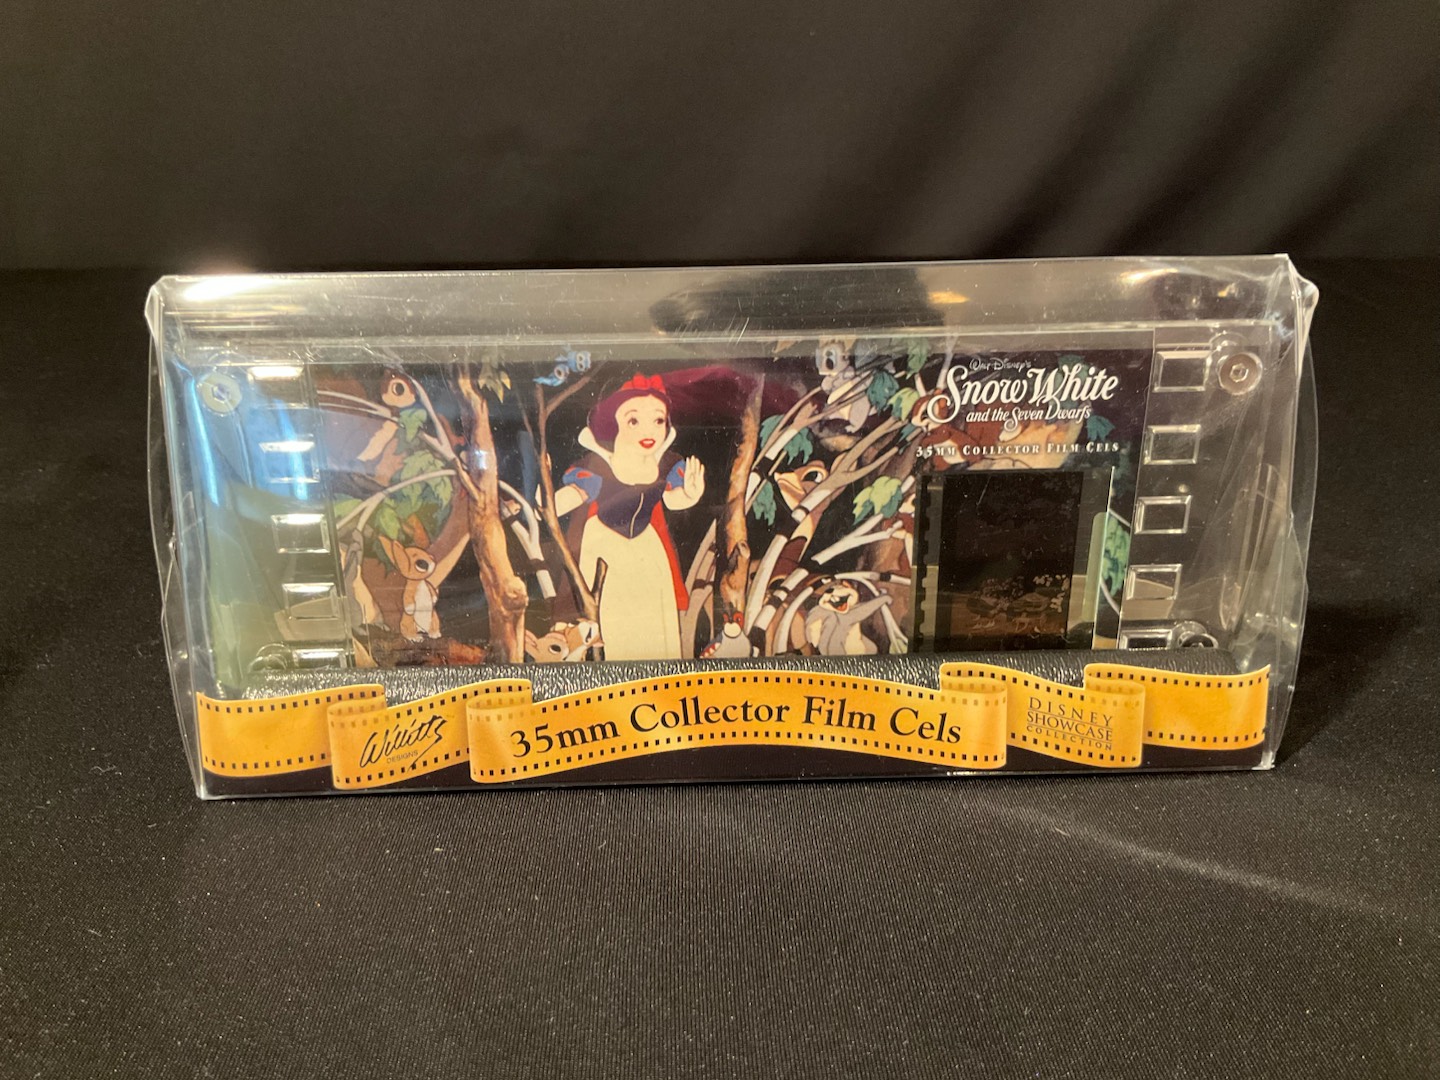 Walt Disney's
Snow White
and the Seven Dwarfs
35mm Collector Film Cels
Willitts
DESIGNS
35mm Collector Film Cels
DISNEY
SHOWCASE
COLLECTION